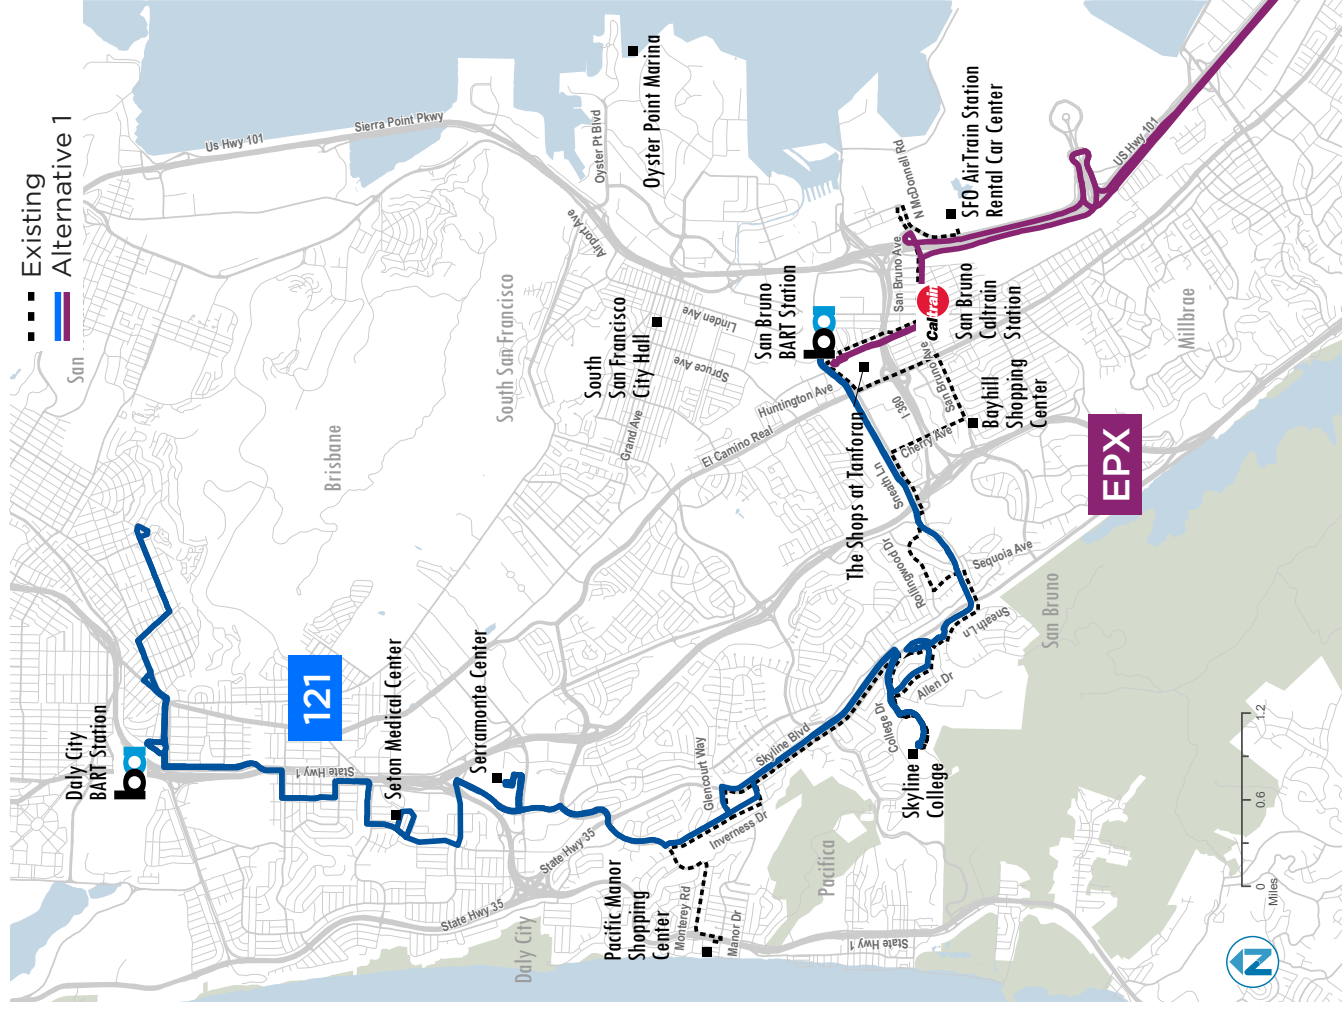 Existing
Alternative 1
Us Hwy 101
Sierra Point Pkwy
San
Oyster Pt Blvd
Oyster Point Marina
Airport Ave
South San Francisco
Brisbane
South
San Francisco
City Hall
Linden Ave
Spruce Ave
Grand Ave
N McDonnell Rd
SFO AirTrain Station
Rental Car Center
US Hwy 101
San Bruno Ave
San Bruno
BART Station
ba
Caltrain
San Bruno
Caltrain
Station
Millbrae
Huntington Ave
El Camino Real
I 380
San Bruno Ave
Bayhill
Shopping
Center
Cherry Ave
Sneath Ln
The Shops at Tanforan
EPX
Rollingwood Dr
Sequoia Ave
Sneath Ln
San Bruno
Daly City
BART Station
ba
121
State Hwy 1
Seton Medical Center
Serramonte Center
Glencourt Way
Skyline Blvd
College Dr
Allen Dr
Skyline
College
Inverness Dr
State Hwy 35
State Hwy 35
Daly City
Pacific Manor
Shopping
Center
Monterey Rd
Manor Dr
Pacifica
State Hwy 1
0
0.6
1.2
Miles
N